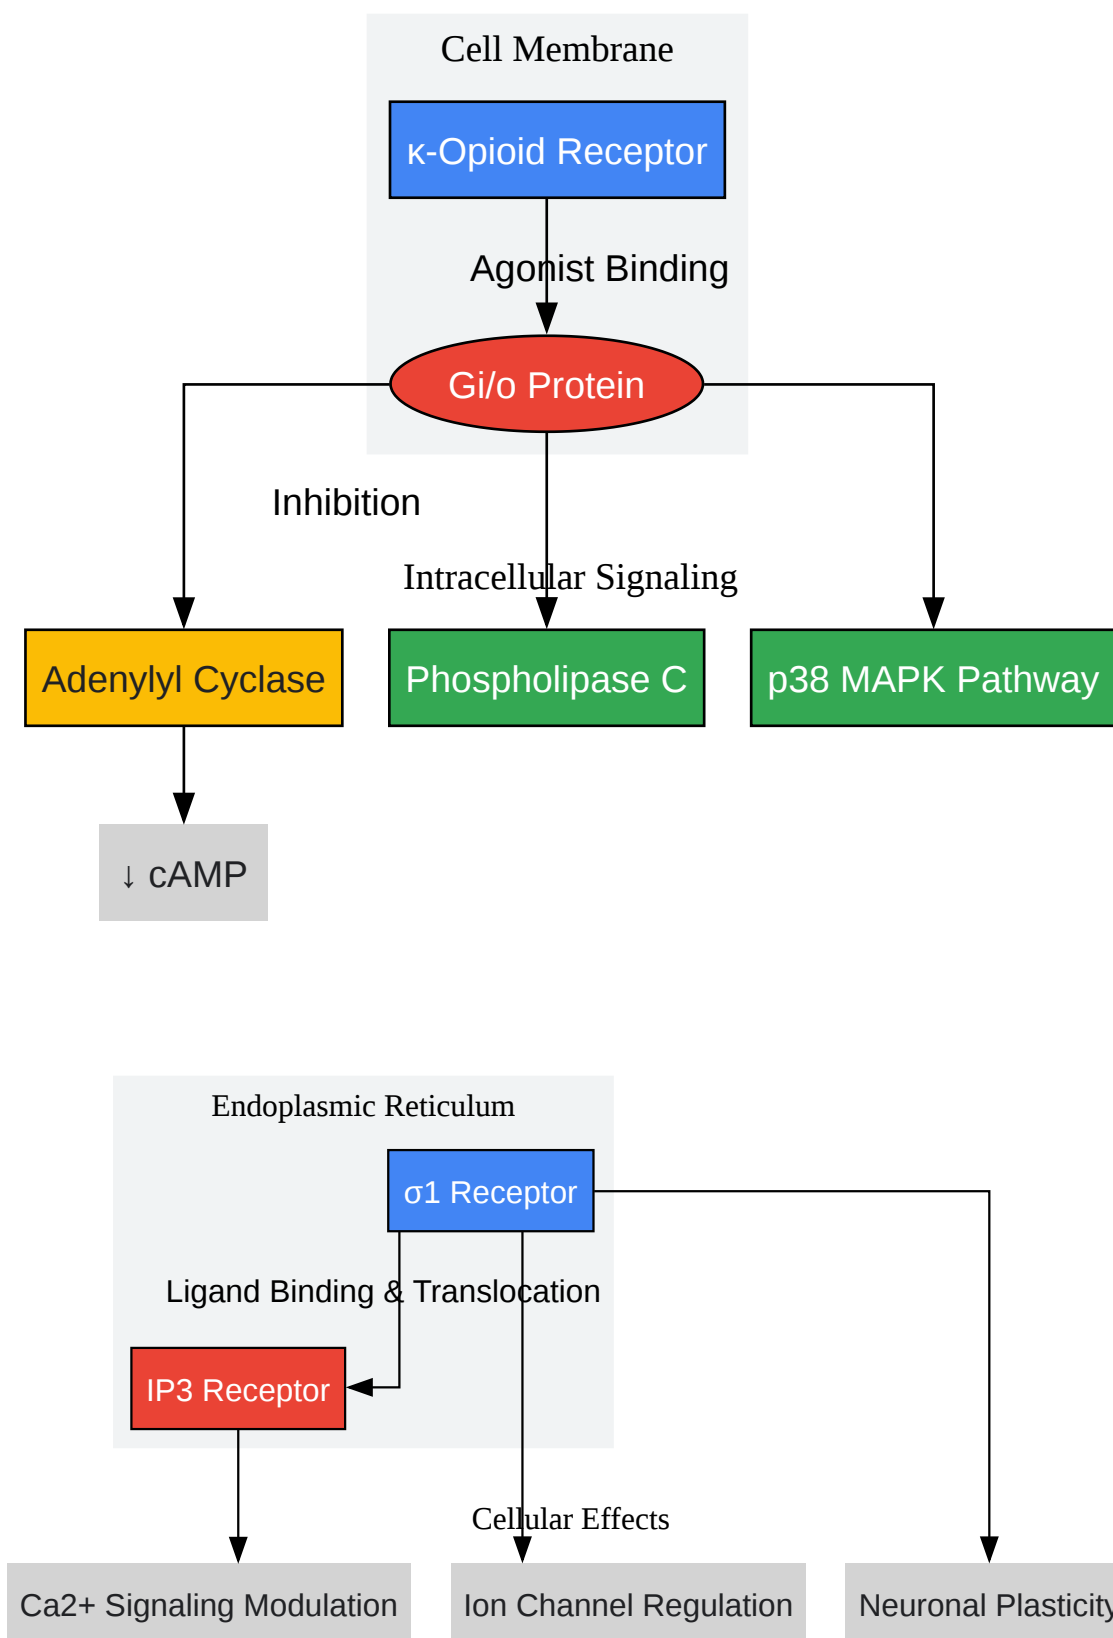 Cell Membrane
κ-Opioid Receptor
Agonist Binding
Gi/o Protein
Inhibition
Intracellular Signaling
Adenylyl Cyclase
Phospholipase C
p38 MAPK Pathway
↓ cAMP
Endoplasmic Reticulum
σ1 Receptor
Ligand Binding & Translocation
IP3 Receptor
Cellular Effects
Ca2+ Signaling Modulation
Ion Channel Regulation
Neuronal Plasticity